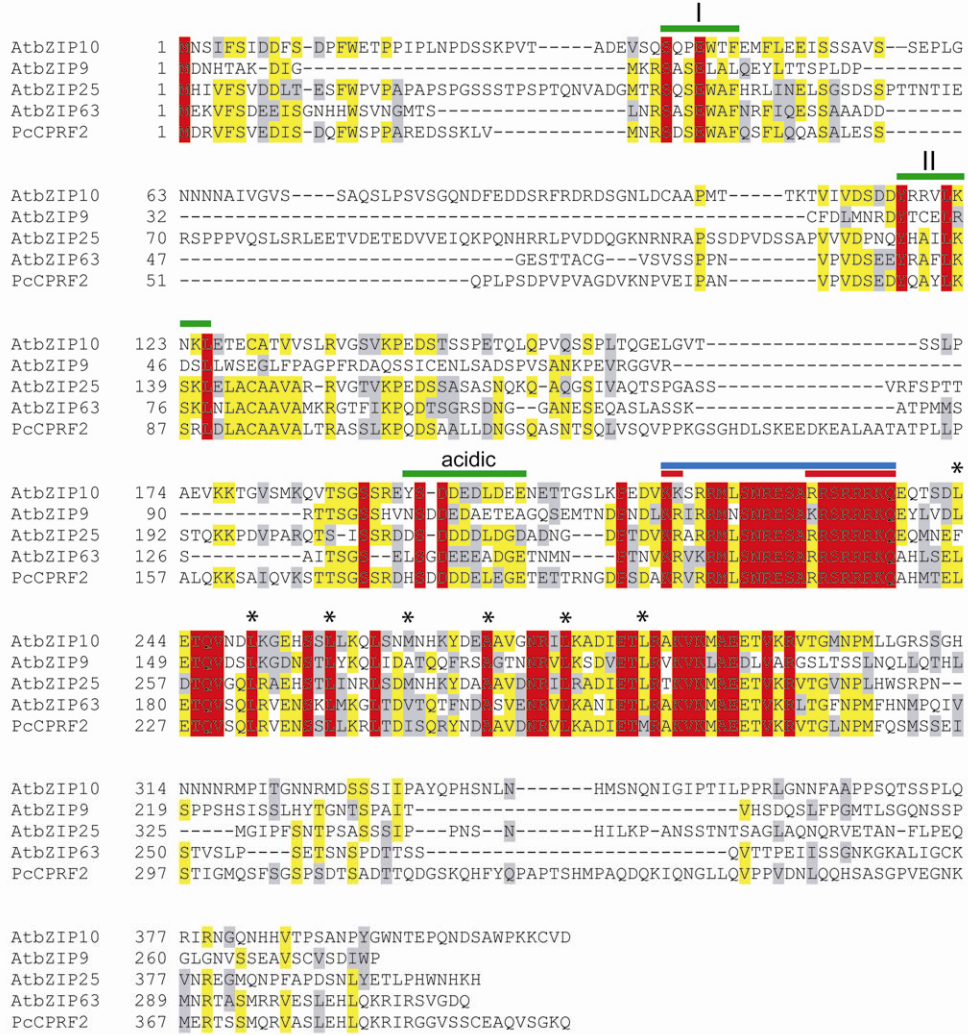 I
AtbZIP10 1 MNSIFSIDDFS-DPFWETPPIPLNPDSSKPVT-----ADEVSQSQPEWTFEMFLEEISSSAVS--SEPLG
AtbZIP9 1 MDNHTAK-DIG-----------------------------MKRSASELALQEYLTTSPLDP---------
AtbZIP25 1 MHIVFSVDDLT-ESFWPVPAPAPSPGSSSTPSPTQNVADGMTRSQSEWAFHRLINELSGSDSSPTTNTIE
AtbZIP63 1 MEKVFSDEEISGNHHWSVNGMTS-----------------LNRSASEWAFNRFIQESSAAADD-------
PcCPRF2 1 MDRVFSVEDIS-DQFWSPPAREDSSKLV------------MNRSDSEWAFQSFLQQASALESS-------
II
AtbZIP10 63 NNNNAIVGVS----SAQSLPSVSGQNDFEDDSRFRDRDSGNLDCAAPMT----TKTVIVDSDDYRRVLK
AtbZIP9 32 --------------------------------------------------------CFDLMNRDYTCELR
AtbZIP25 70 RSPPPVQSLSRLEETVDETEDVVEIQKPQNHRRLPVDDQGKNRNRAPSSDPVDSSAPVVVDPNQYHAILK
AtbZIP63 47 ------------------------------GESTTACG----VSVSSPPN-------VPVDSEEYRAFLK
PcCPRF2 51 ---------------------------QPLPSDPVPVAGDVKNPVEIPAN-------VPVDSEDYQAYLK
AtbZIP10 123 NKLETECATVVSLRVGSVKPEDSTSSPETQLQPVQSSPLTQGELGVT-------------------SSLP
AtbZIP9 46 DSLLWSEGLFPAGPFRDAQSSICENLSADSPVSANKPEVRGGVR--------------------------
AtbZIP25 139 SKLELACAAVAR-RVGTVKPEDSSASASNQKQ-AQGSIVAQTSPGASS---------------VRFSPTT
AtbZIP63 76 SKLNLACAAVAMKRGTFIKPQDTSGRSDNG-GANESEQASLASSK-------------------ATPMMS
PcCPRF2 87 SRLDLACAAVALTRASSLKPQDSAALLDNGSQASNTSQLVSQVPPKGSGHDLSKEEDKEALAATATPLLP
acidic *
AtbZIP10 174 AEVKKTGVSMKQVTSGSSREYS-DDEDLDEENETTGSLKPEDVKKSRRMLSNRESARRSRRRKQEQTSDL
AtbZIP9 90 -----------RTTSGSSHVNSDDEDAETEAGQSEMTNDPNDLKRIRRMNSNRESAKRSRRRKQEYLVDL
AtbZIP25 192 STQKKPDVPARQTS-I-SSRDDS-DDDDLDGDADNG--DPTDVKRARRMLSNRESARRSRRRKQEQMNEF
AtbZIP63 126 S-----------AITSGS--ELSGDEEEADGETNMN---PTNVKRVRRMLSNRESARRSRRRKQAHLSEL
PcCPRF2 157 ALQKKSAIQVKSTTSGSSRDHSDDDDELEGETETTRNGDPSDAKRVRRMLSNRESARRSRRRKQAHMTEL
* * * * * *
AtbZIP10 244 ETQVNDLKGEHSSLLKQLSNMNHKYDEAAVGNRILKADIETLRAKVKMAEETVKRVTGMNPMLLGRSSGH
AtbZIP9 149 ETQVDSLKGDNSTLYKQLIDATQQFRSAGTNNRVLKSDVETLRVKVKLAEDLVARGSLTSSLNQLLQTHL
AtbZIP25 257 DTQVGQLRAEHSTLINRLSDMNHKYDAAAVDNRILRADIETLRTKVKMAEETVKRVTGVNPLHWSRPN-
AtbZIP63 180 ETQVSQLRVENSKLMKGLTDVTQTFNDASVENRVLKANIETLRAKVKMAEETVKRLTGFNPMFHNMPQIV
PcCPRF2 227 ETQVSQLRVENSSLLKRLTDISQRYNDAAVDNRVLKADIETMRAKVKMAEETVKRVTGLNPMFQSMSSEI
AtbZIP10 314 NNNNRMPITGNNRMDSSSIIPAYQPHSNLN-------HMSNQNIGIPTILPPRLGNNFAAPPSQTSSPLQ
AtbZIP9 219 SPPSHSISSLHYTGNTSPAIT-----------------------------VHSDQSLFPGMTLSGQNSSP
AtbZIP25 325 -----MGIPFSNTPSASSSIP--PNS--N-------HILKP-ANSSTNTSAGLAQNQRVETAN-FLPEQ
AtbZIP63 250 STVSLP----SETSNSPDTTSS---------------------------QVTTPEIISSGNKGKALIGCK
PcCPRF2 297 STIGMQSFSGSPSDTSADTTQDGSKQHFYQPAPTSHMPAQDQKIQNGLLQVPPVDNLQQHSASGPVEGNK
AtbZIP10 377 RIRNGQNHHVTPSANPYGWNTEPQNDSAWPKKCVD
AtbZIP9 260 GLGNVSSEAVSCVSDIWP
AtbZIP25 377 VNREGMQNPFAPDSNLYETLPHWNHKH
AtbZIP63 289 MNRTASMRRVESLEHLQKRIRSVGDQ
PcCPRF2 367 MERTSSMQRVASLEHLQKRIRGGVSSCEAQVSGKQ